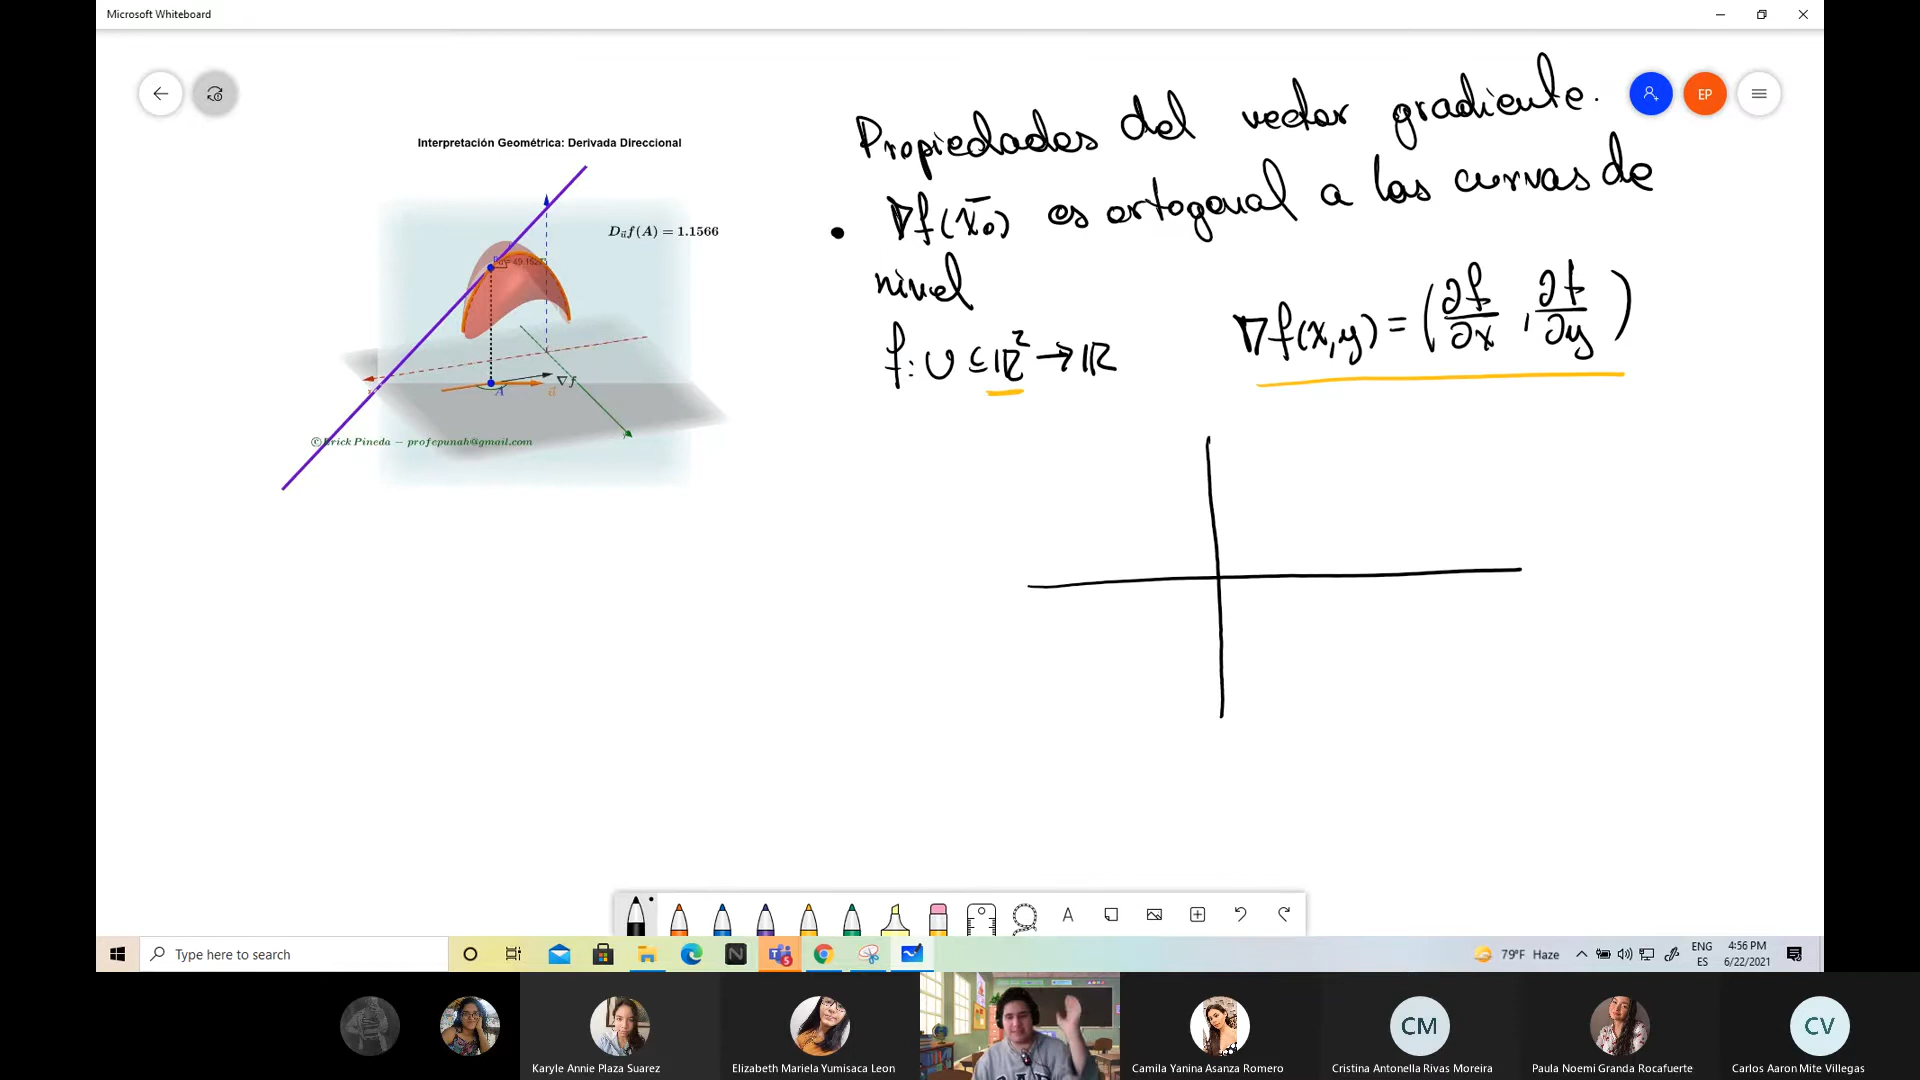 Microsoft Whiteboard
EP
Interpretación Geométrica: Derivada Direccional
D_{\vec{u}}f(A) = 1.1566
∇f
A
\vec{u}
©Erick Pineda − profepunah@gmail.com
Propiedades del vector gradiente.
• ∇f(x̄₀) es ortogonal a las curvas de
nivel
f: U ⊆ ℝ² → ℝ
∇f(x,y) = (∂f/∂x , ∂f/∂y)
A
Type here to search
79°F Haze
ENG
ES
4:56 PM
6/22/2021
Karyle Annie Plaza Suarez
Elizabeth Mariela Yumisaca Leon
Camila Yanina Asanza Romero
CM
Cristina Antonella Rivas Moreira
Paula Noemi Granda Rocafuerte
CV
Carlos Aaron Mite Villegas